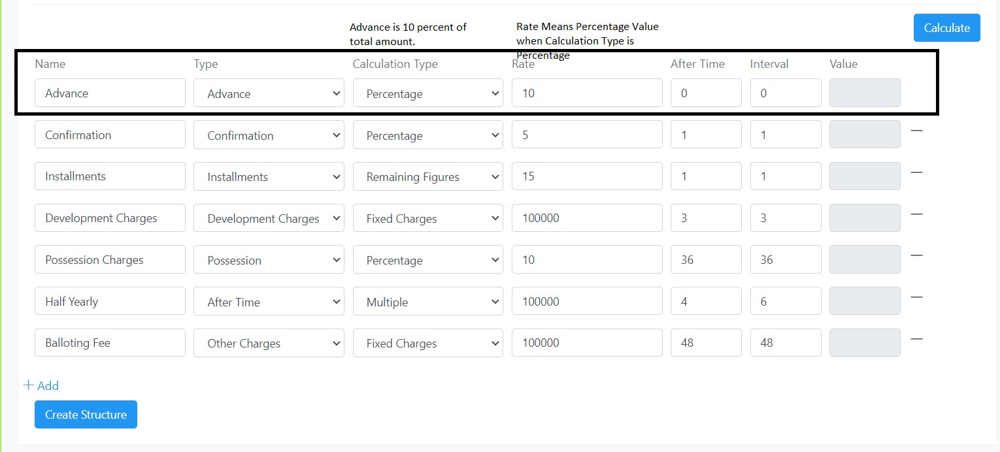 Advance is 10 percent of
total amount.
Rate Means Percentage Value
when Calculation Type is
Percentage
Calculate
Name Type Calculation Type Rate After Time Interval Value
Advance Advance Percentage 10 0 0
Confirmation Confirmation Percentage 5 1 1
Installments Installments Remaining Figures 15 1 1
Development Charges Development Charges Fixed Charges 100000 3 3
Possession Charges Possession Percentage 10 36 36
Half Yearly After Time Multiple 100000 4 6
Balloting Fee Other Charges Fixed Charges 100000 48 48
+ Add
Create Structure